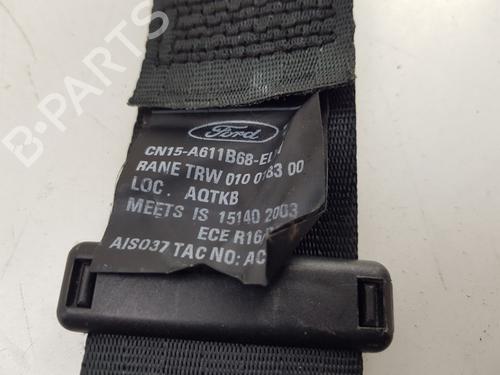 Ford
CN15-A611B68-E
RANE TRW 010 0183 00
LOC. AQTKB
MEETS IS 15140 2003
ECE R16/
AIS037 TAC NO: AC